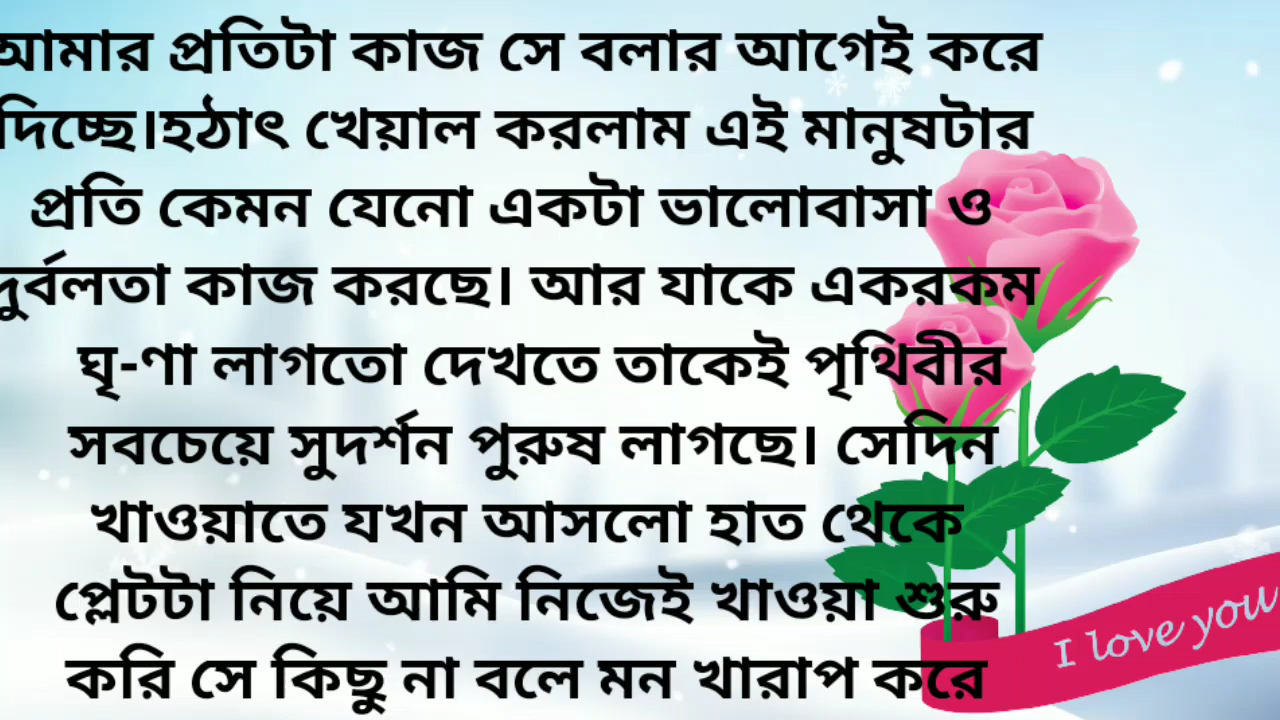 আমার প্রতিটা কাজ সে বলার আগেই করে
দিচ্ছে।হঠাৎ খেয়াল করলাম এই মানুষটার
প্রতি কেমন যেনো একটা ভালোবাসা ও
দুর্বলতা কাজ করছে। আর যাকে একরকম
ঘৃ-ণা লাগতো দেখতে তাকেই পৃথিবীর
সবচেয়ে সুদর্শন পুরুষ লাগছে। সেদিন
খাওয়াতে যখন আসলো হাত থেকে
প্লেটটা নিয়ে আমি নিজেই খাওয়া শুরু
করি সে কিছু না বলে মন খারাপ করে
I love you